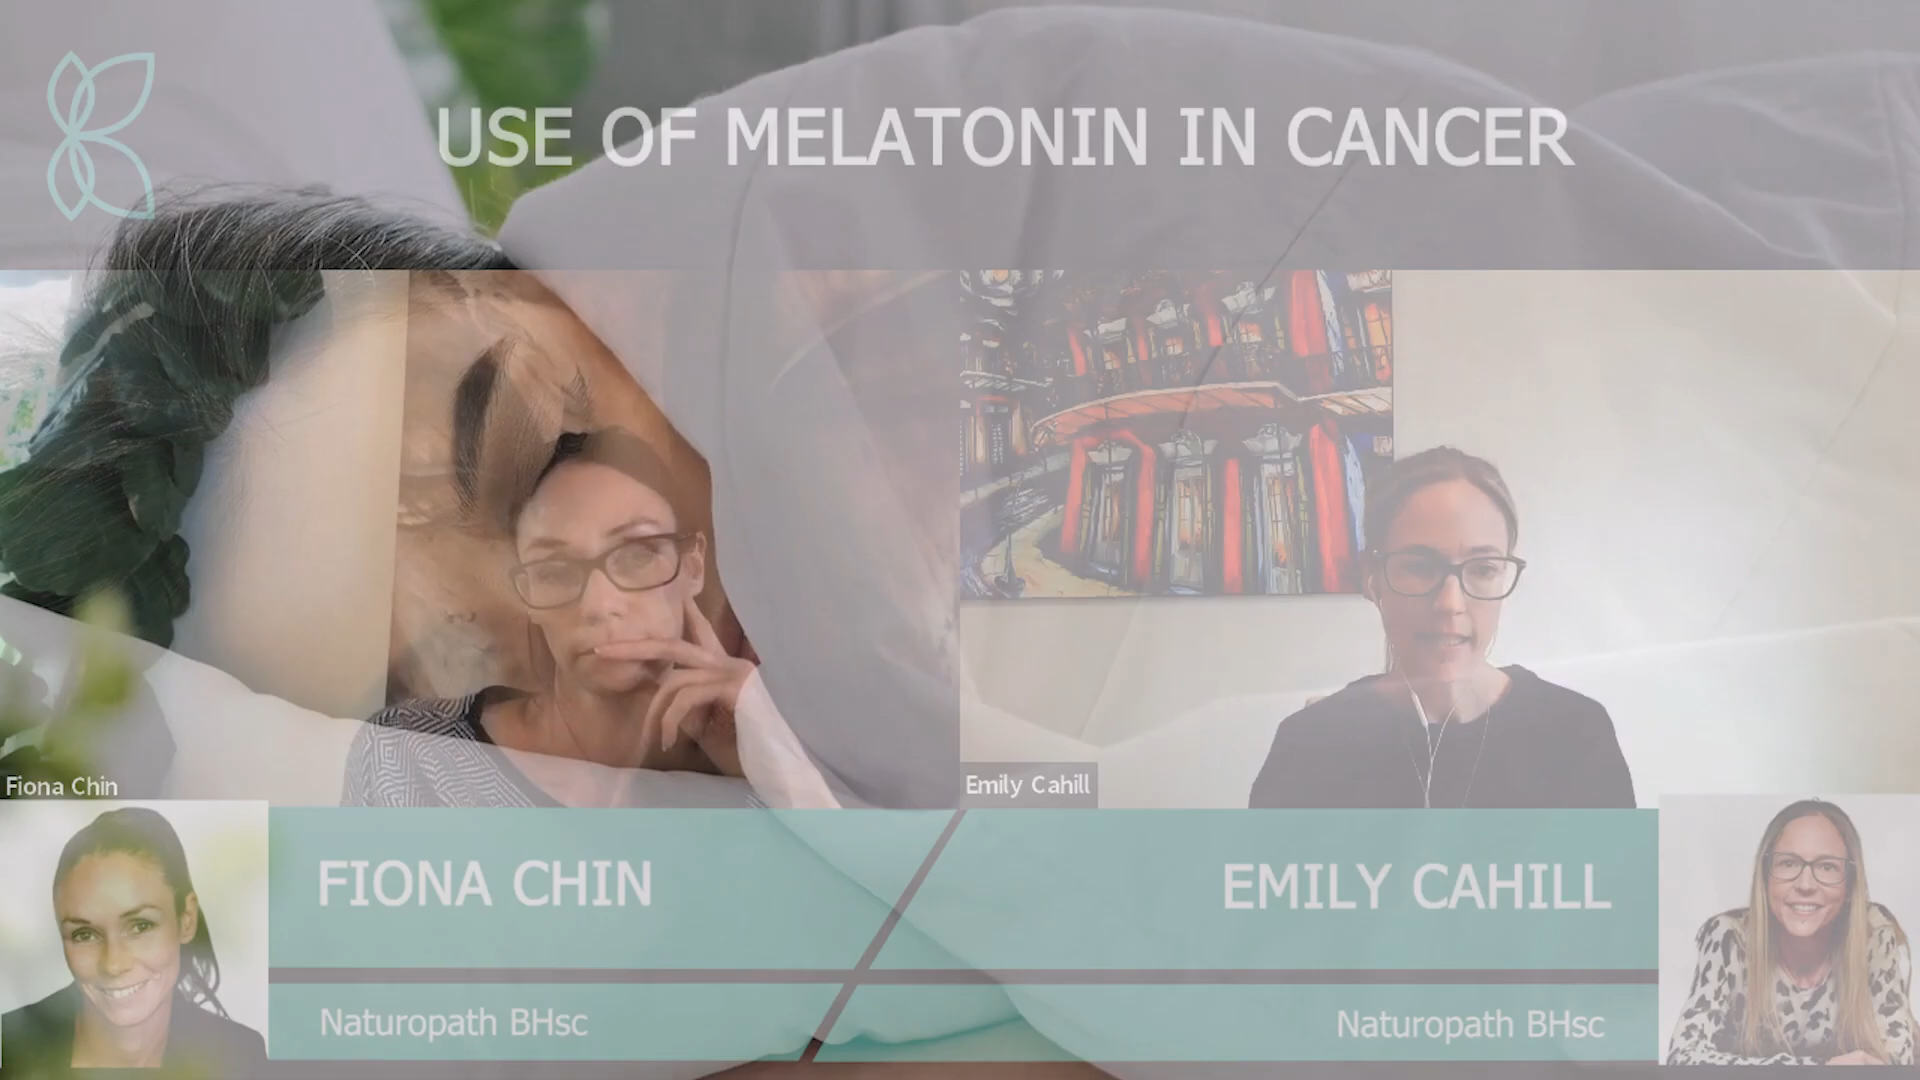 USE OF MELATONIN IN CANCER
Fiona Chin
Emily Cahill
FIONA CHIN
EMILY CAHILL
Naturopath BHsc
Naturopath BHsc